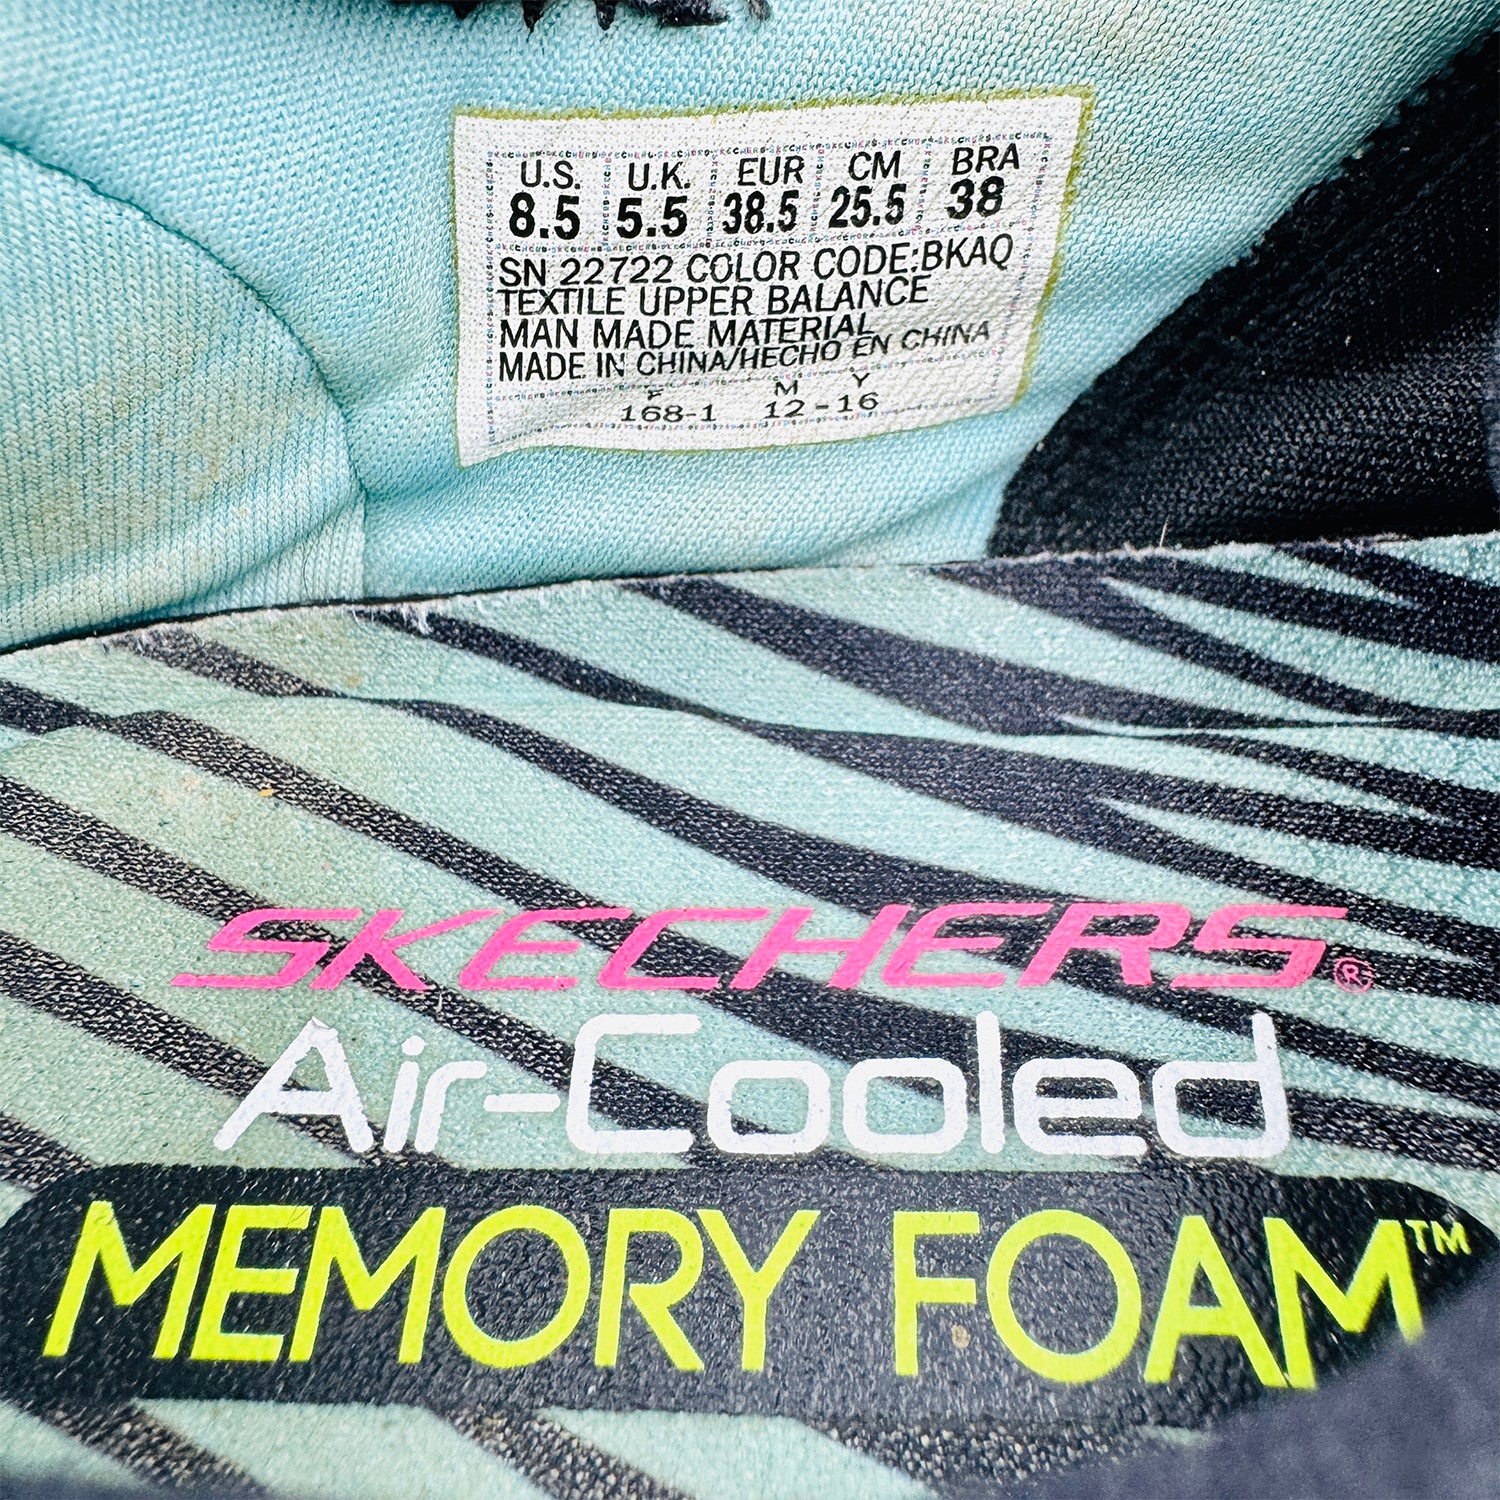 U.S. U.K. EUR CM BRA
8.5 5.5 38.5 25.5 38
SN 22722 COLOR CODE:BKAQ
TEXTILE UPPER BALANCE
MAN MADE MATERIAL
MADE IN CHINA/HECHO EN CHINA
F M Y
168-1 12-16
SKECHERS®
Air-Cooled
MEMORY FOAM™